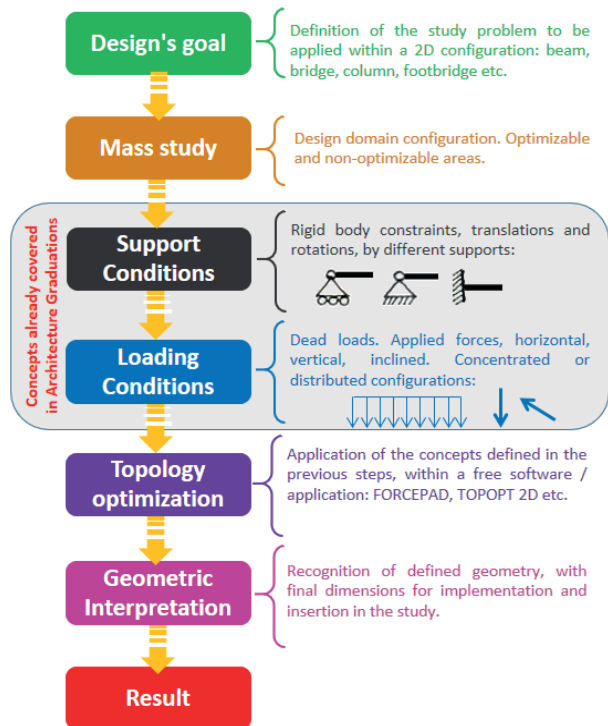 Design's goal
Definition of the study problem to be
applied within a 2D configuration: beam,
bridge, column, footbridge etc.
Mass study
Design domain configuration. Optimizable
and non-optimizable areas.
Concepts already covered
in Architecture Graduations
Support
Conditions
Rigid body constraints, translations and
rotations, by different supports:
Loading
Conditions
Dead loads. Applied forces, horizontal,
vertical, inclined. Concentrated or
distributed configurations:
Topology
optimization
Application of the concepts defined in the
previous steps, within a free software /
application: FORCEPAD, TOPOPT 2D etc.
Geometric
Interpretation
Recognition of defined geometry, with
final dimensions for implementation and
insertion in the study.
Result